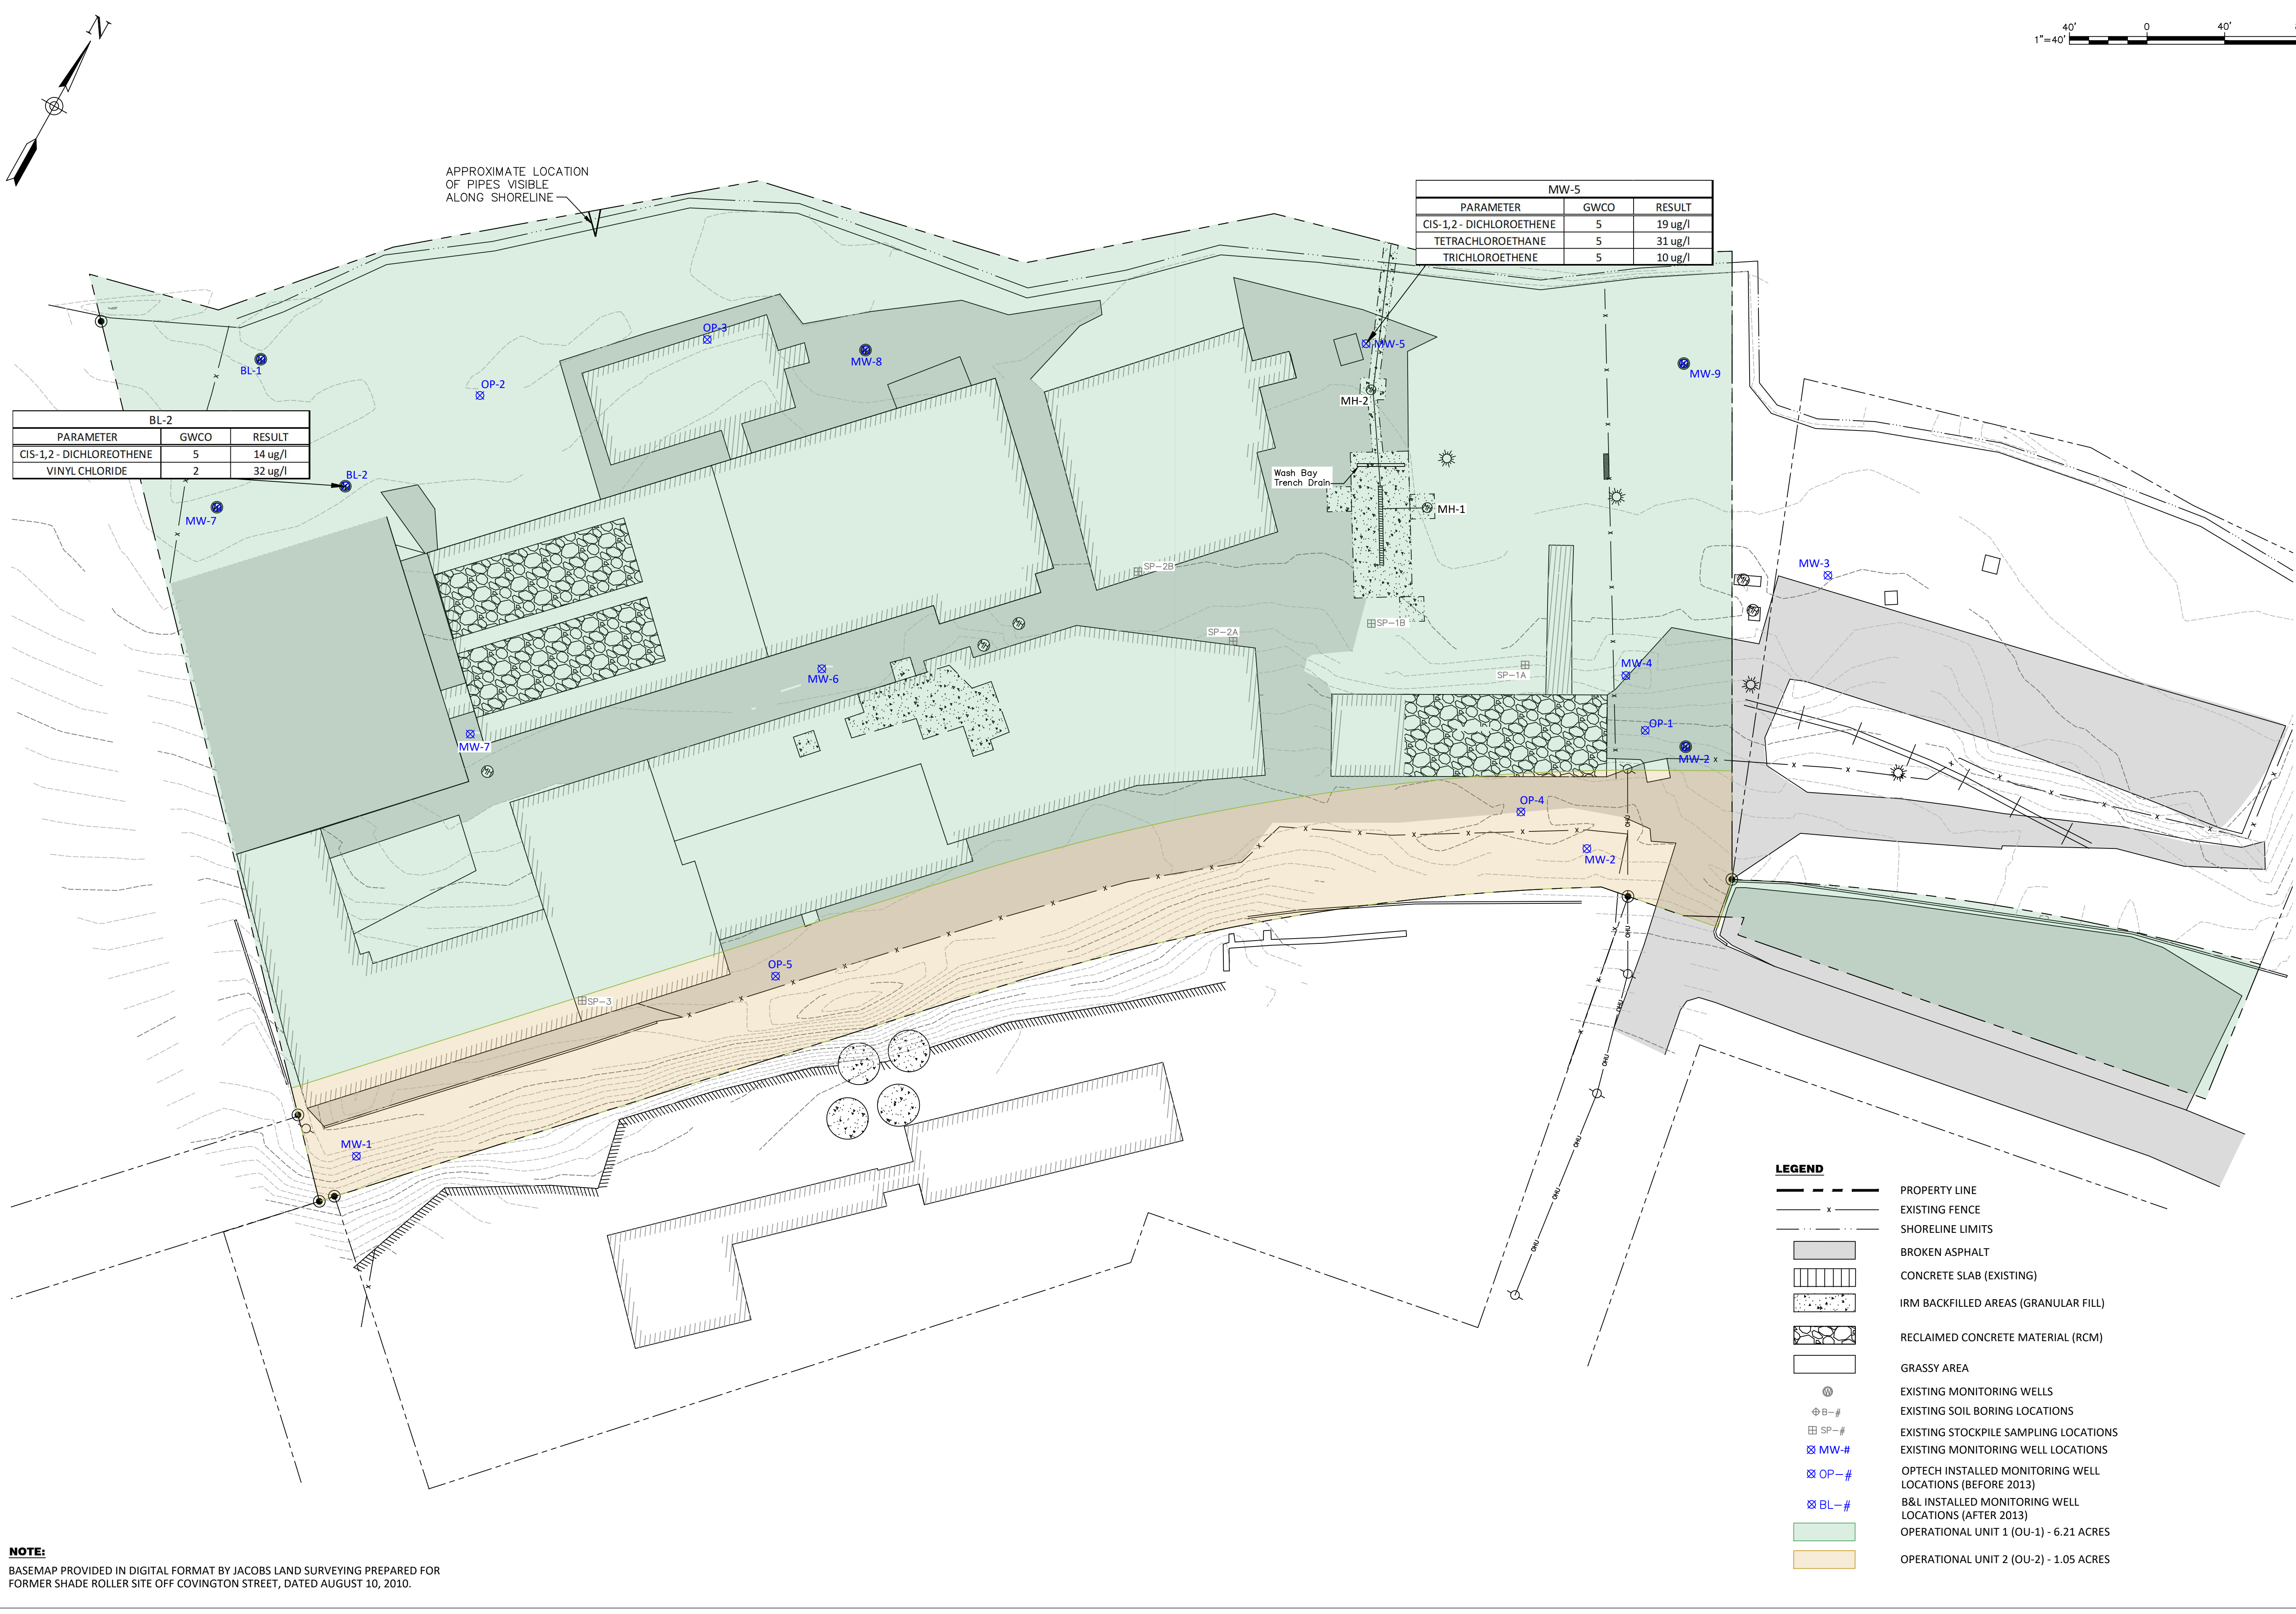 N
40' 0 40'
1"=40'
APPROXIMATE LOCATION
OF PIPES VISIBLE
ALONG SHORELINE
MW-5
PARAMETER GWCO RESULT
CIS-1,2 - DICHLOROETHENE 5 19 ug/l
TETRACHLOROETHANE 5 31 ug/l
TRICHLOROETHENE 5 10 ug/l
OP-3
MW-8
MW-5
BL-1
OP-2
MW-9
MH-2
BL-2
PARAMETER GWCO RESULT
CIS-1,2 - DICHLOREOTHENE 5 14 ug/l
VINYL CHLORIDE 2 32 ug/l
BL-2
Wash Bay
Trench Drain
MW-7
MH-1
SP-2B
MW-3
SP-1B
SP-2A
MW-4
SP-1A
MW-6
OP-1
MW-7
MW-2
OP-4
OHU
MW-2
OHU
OP-5
SP-3
OHU
OHU
MW-1
OHU
OHU
OHU
LEGEND
PROPERTY LINE
x EXISTING FENCE
SHORELINE LIMITS
BROKEN ASPHALT
CONCRETE SLAB (EXISTING)
IRM BACKFILLED AREAS (GRANULAR FILL)
RECLAIMED CONCRETE MATERIAL (RCM)
GRASSY AREA
EXISTING MONITORING WELLS
B-# EXISTING SOIL BORING LOCATIONS
SP-# EXISTING STOCKPILE SAMPLING LOCATIONS
MW-# EXISTING MONITORING WELL LOCATIONS
OP-# OPTECH INSTALLED MONITORING WELL
LOCATIONS (BEFORE 2013)
BL-# B&L INSTALLED MONITORING WELL
LOCATIONS (AFTER 2013)
OPERATIONAL UNIT 1 (OU-1) - 6.21 ACRES
OPERATIONAL UNIT 2 (OU-2) - 1.05 ACRES
NOTE:
BASEMAP PROVIDED IN DIGITAL FORMAT BY JACOBS LAND SURVEYING PREPARED FOR
FORMER SHADE ROLLER SITE OFF COVINGTON STREET, DATED AUGUST 10, 2010.